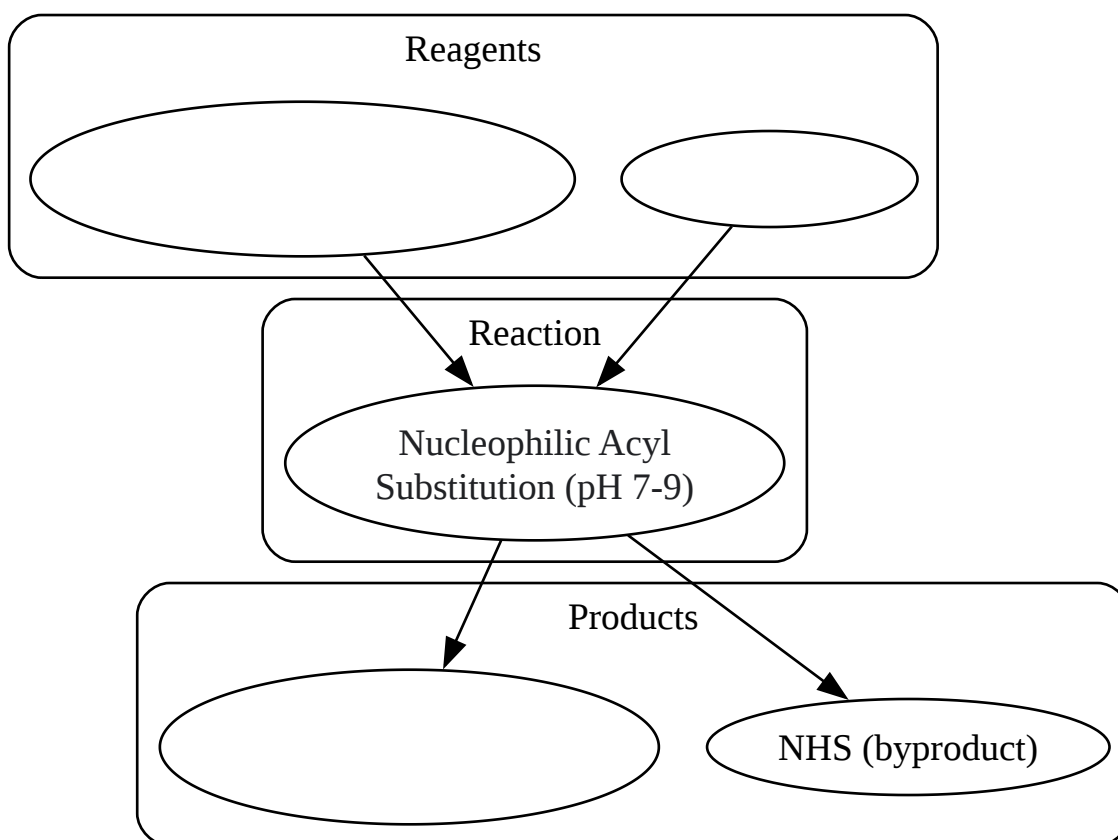 Reagents
Reaction
Nucleophilic Acyl
Substitution (pH 7-9)
Products
NHS (byproduct)